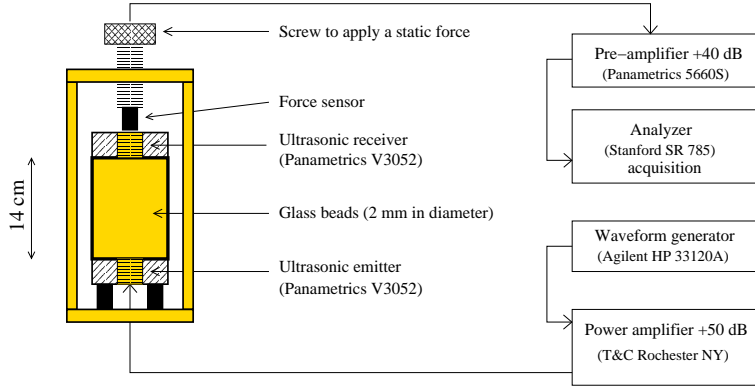 Screw to apply a static force
Force sensor
Ultrasonic receiver
(Panametrics V3052)
14 cm
Glass beads (2 mm in diameter)
Ultrasonic emitter
(Panametrics V3052)
Pre−amplifier +40 dB
(Panametrics 5660S)
Analyzer
(Stanford SR 785)
acquisition
Waveform generator
(Agilent HP 33120A)
Power amplifier +50 dB
(T&C Rochester NY)